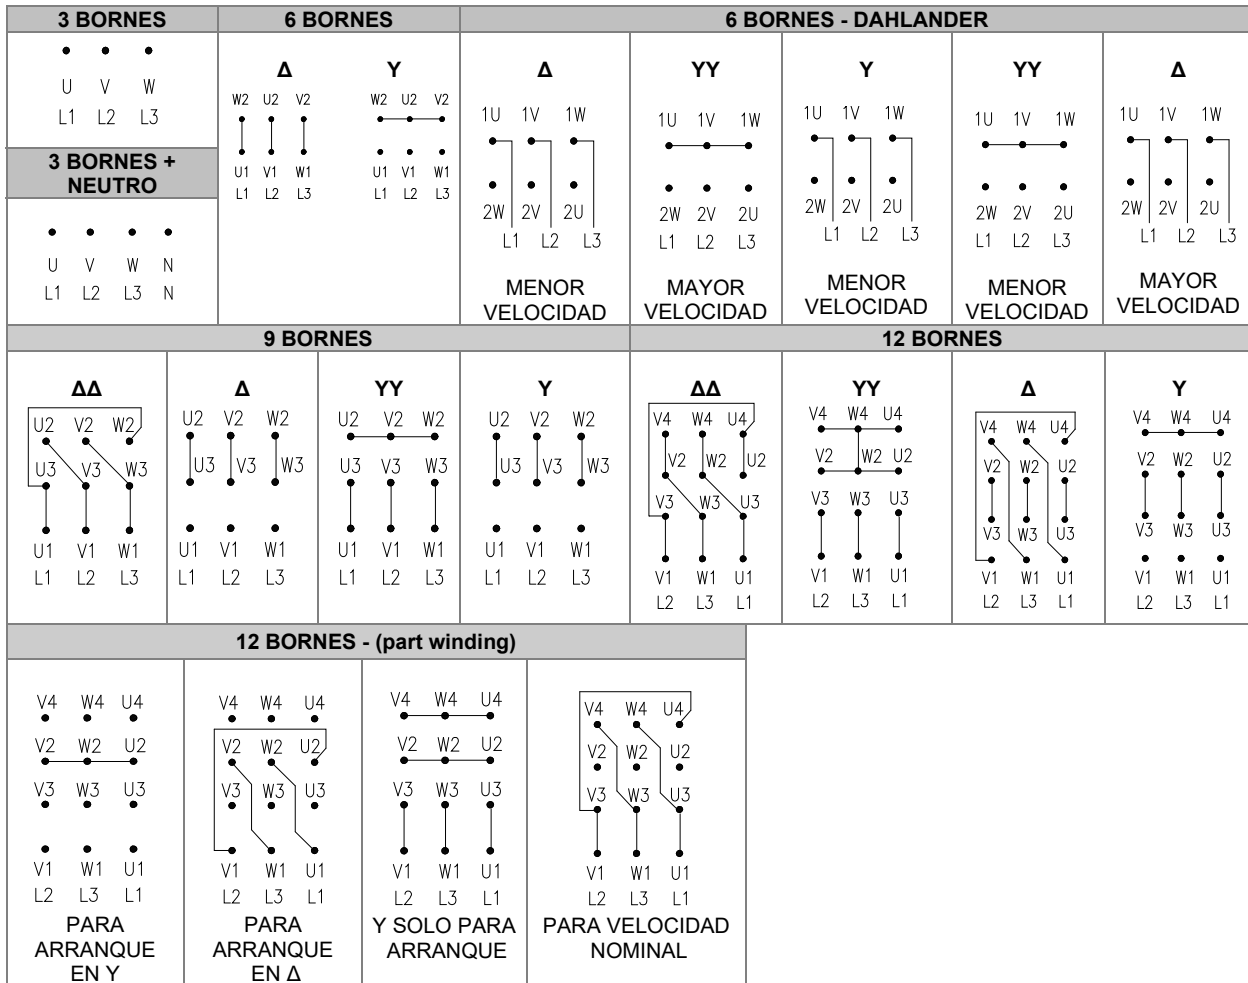 3 BORNES
6 BORNES
6 BORNES - DAHLANDER
U V W
L1 L2 L3
3 BORNES +
NEUTRO
U V W N
L1 L2 L3 N
Δ Y
W2 U2 V2 W2 U2 V2
U1 V1 W1 U1 V1 W1
L1 L2 L3 L1 L2 L3
Δ
1U 1V 1W
2W 2V 2U
L1 L2 L3
MENOR
VELOCIDAD
YY
1U 1V 1W
2W 2V 2U
L1 L2 L3
MAYOR
VELOCIDAD
Y
1U 1V 1W
2W 2V 2U
L1 L2 L3
MENOR
VELOCIDAD
YY
1U 1V 1W
2W 2V 2U
L1 L2 L3
MENOR
VELOCIDAD
Δ
1U 1V 1W
2W 2V 2U
L1 L2 L3
MAYOR
VELOCIDAD
9 BORNES
12 BORNES
ΔΔ
U2 V2 W2
U3 V3 W3
U1 V1 W1
L1 L2 L3
Δ
U2 V2 W2
U3 V3 W3
U1 V1 W1
L1 L2 L3
YY
U2 V2 W2
U3 V3 W3
U1 V1 W1
L1 L2 L3
Y
U2 V2 W2
U3 V3 W3
U1 V1 W1
L1 L2 L3
ΔΔ
V4 W4 U4
V2 W2 U2
V3 W3 U3
V1 W1 U1
L2 L3 L1
YY
V4 W4 U4
V2 W2 U2
V3 W3 U3
V1 W1 U1
L2 L3 L1
Δ
V4 W4 U4
V2 W2 U2
V3 W3 U3
V1 W1 U1
L2 L3 L1
Y
V4 W4 U4
V2 W2 U2
V3 W3 U3
V1 W1 U1
L2 L3 L1
12 BORNES - (part winding)
V4 W4 U4
V2 W2 U2
V3 W3 U3
V1 W1 U1
L2 L3 L1
PARA
ARRANQUE
EN Y
V4 W4 U4
V2 W2 U2
V3 W3 U3
V1 W1 U1
L2 L3 L1
PARA
ARRANQUE
EN Δ
V4 W4 U4
V2 W2 U2
V3 W3 U3
V1 W1 U1
L2 L3 L1
Y SOLO PARA
ARRANQUE
V4 W4 U4
V2 W2 U2
V3 W3 U3
V1 W1 U1
L2 L3 L1
PARA VELOCIDAD
NOMINAL